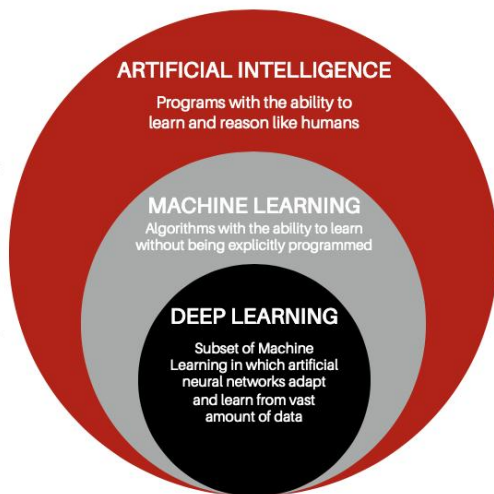 ARTIFICIAL INTELLIGENCE
Programs with the ability to
learn and reason like humans
MACHINE LEARNING
Algorithms with the ability to learn
without being explicitly programmed
DEEP LEARNING
Subset of Machine
Learning in which artificial
neural networks adapt
and learn from vast
amount of data